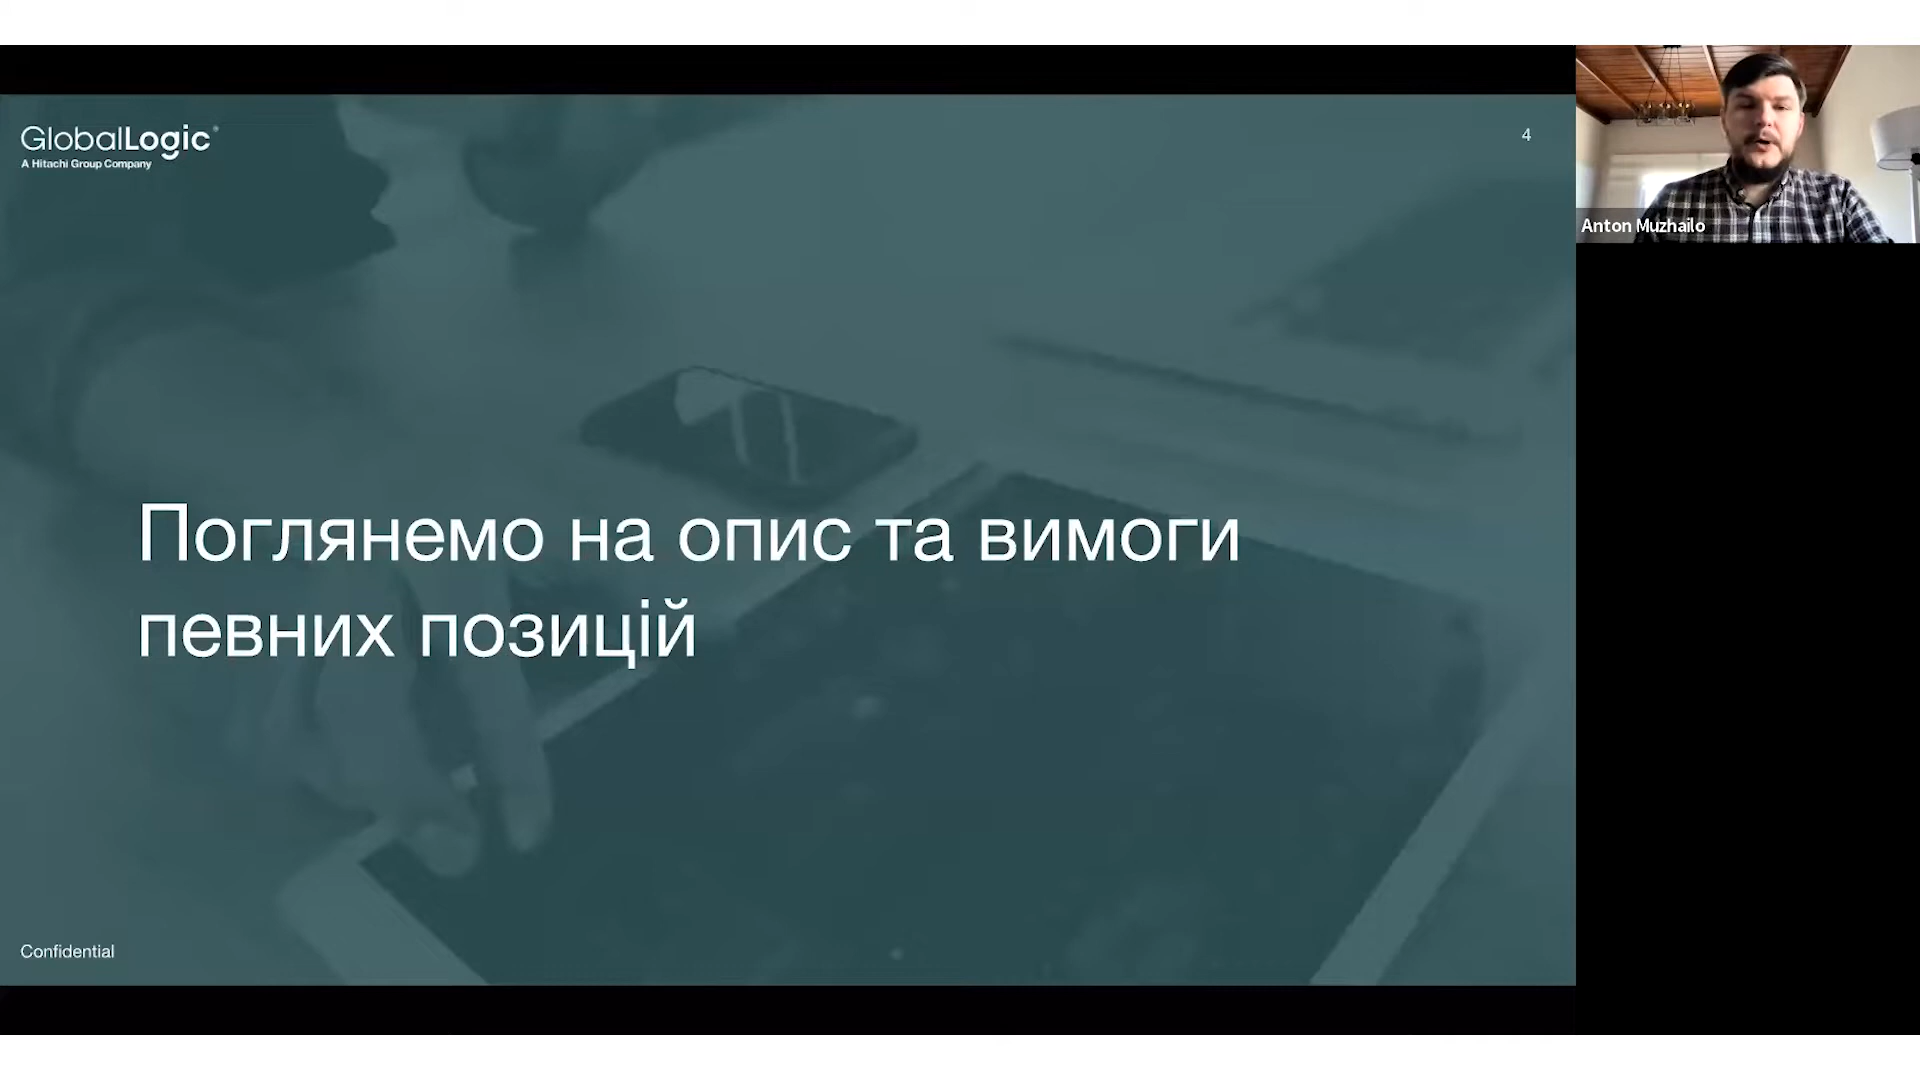 GlobalLogic®
A Hitachi Group Company
4
Поглянемо на опис та вимоги
певних позицій
Confidential
Anton Muzhailo